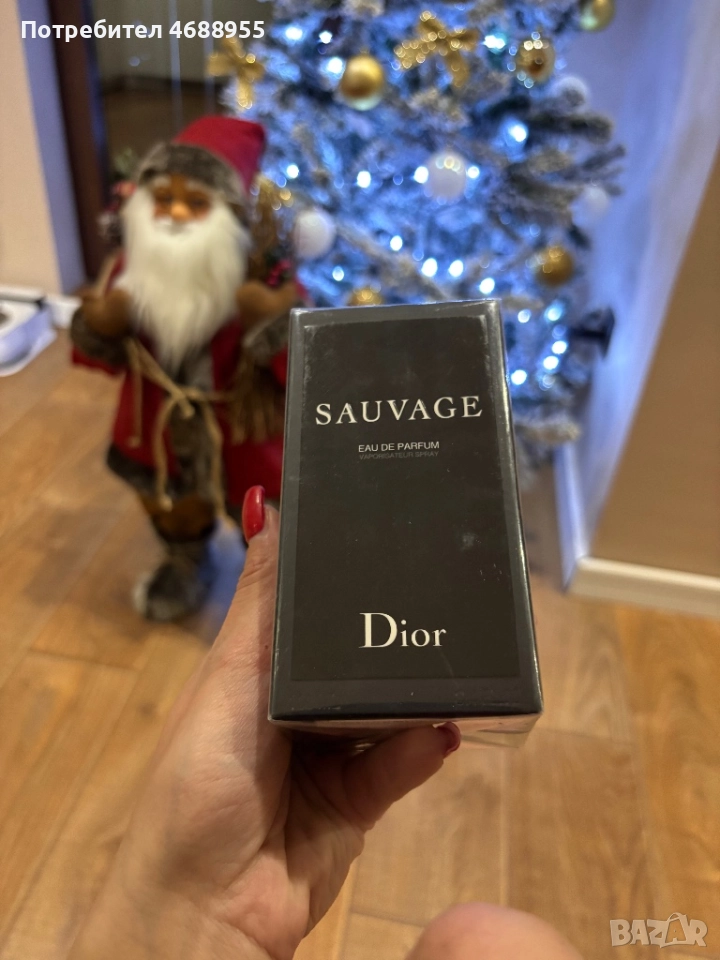 Потребител 4688955
SAUVAGE
EAU DE PARFUM
VAPORISATEUR SPRAY
Dior
BAZAR